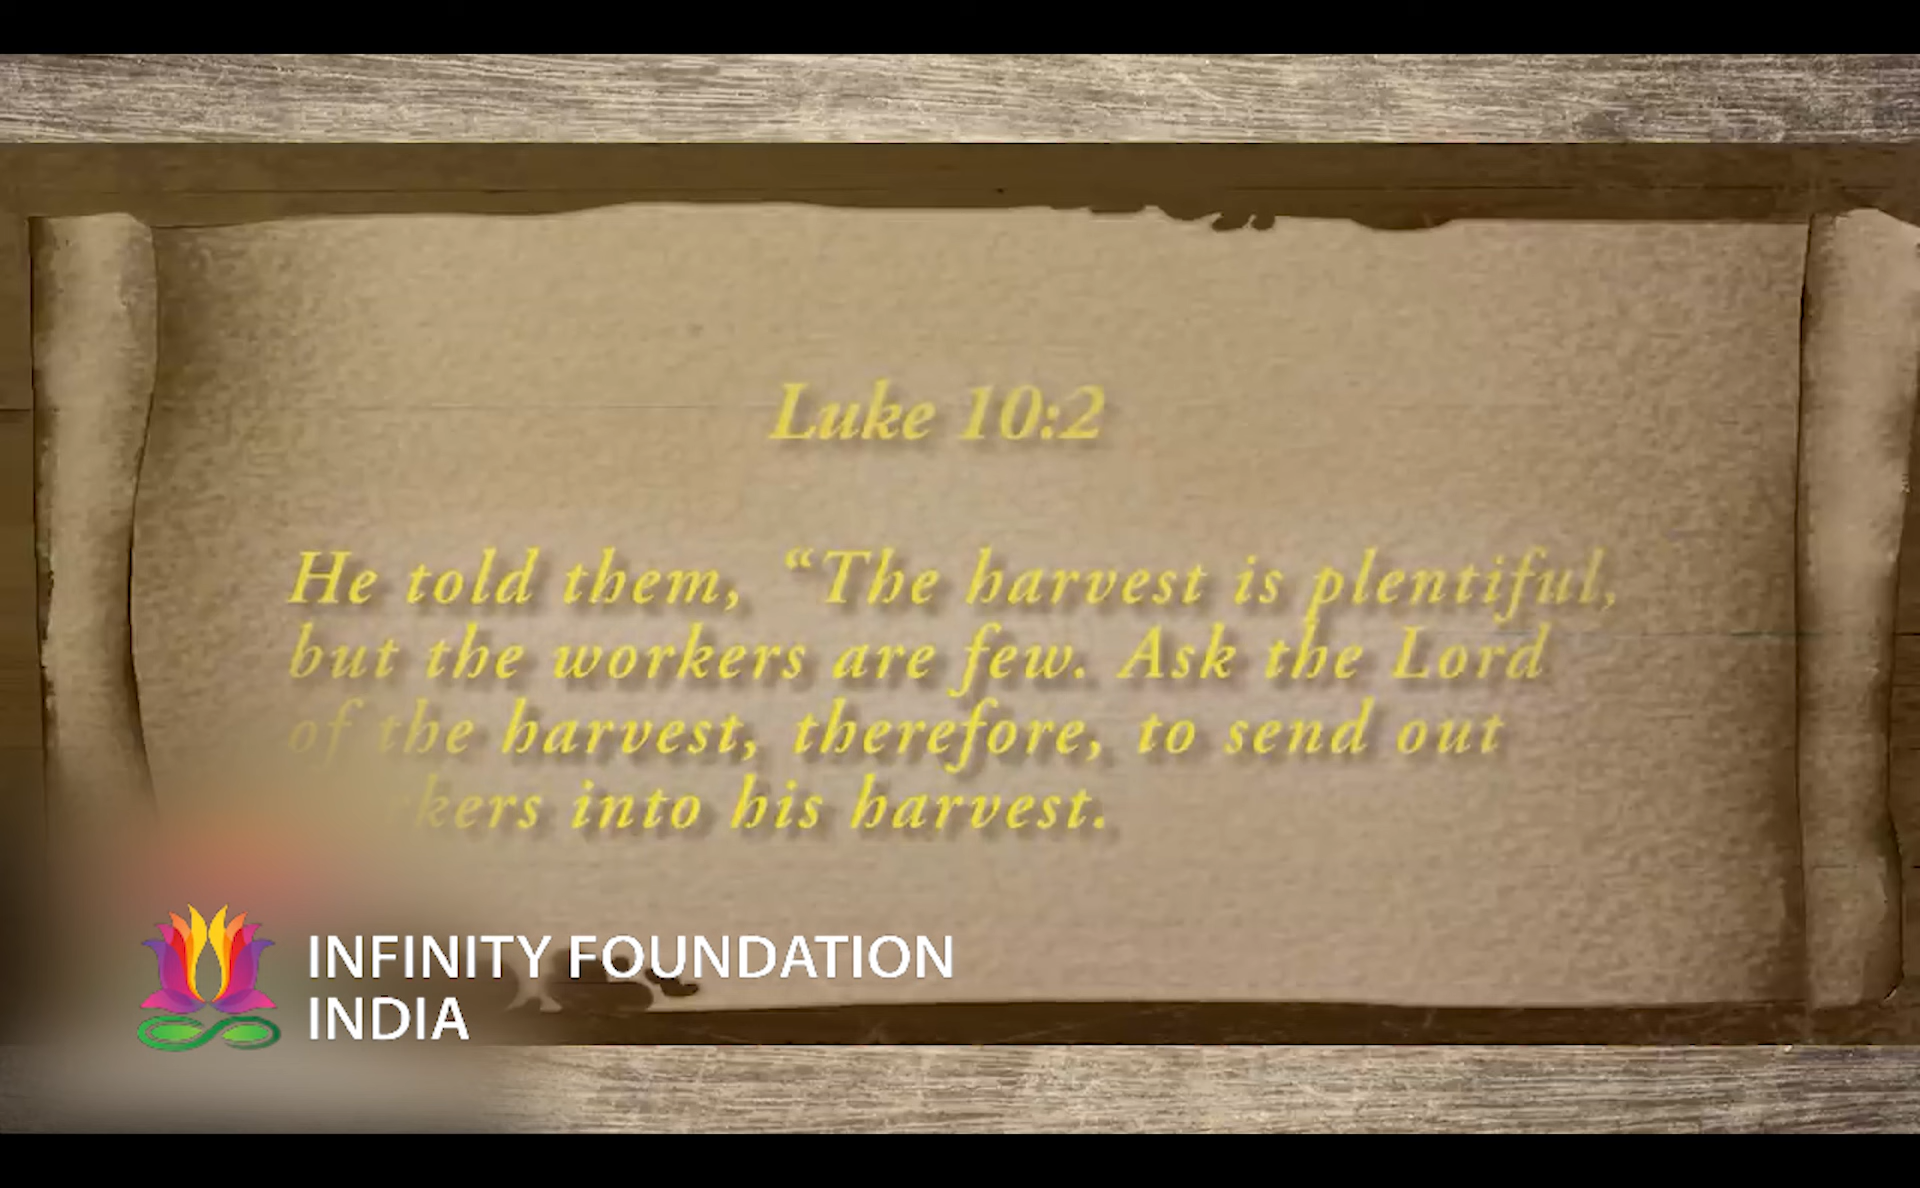 Luke 10:2
He told them, “The harvest is plentiful,
but the workers are few. Ask the Lord
of the harvest, therefore, to send out
kers into his harvest.
INFINITY FOUNDATION
INDIA